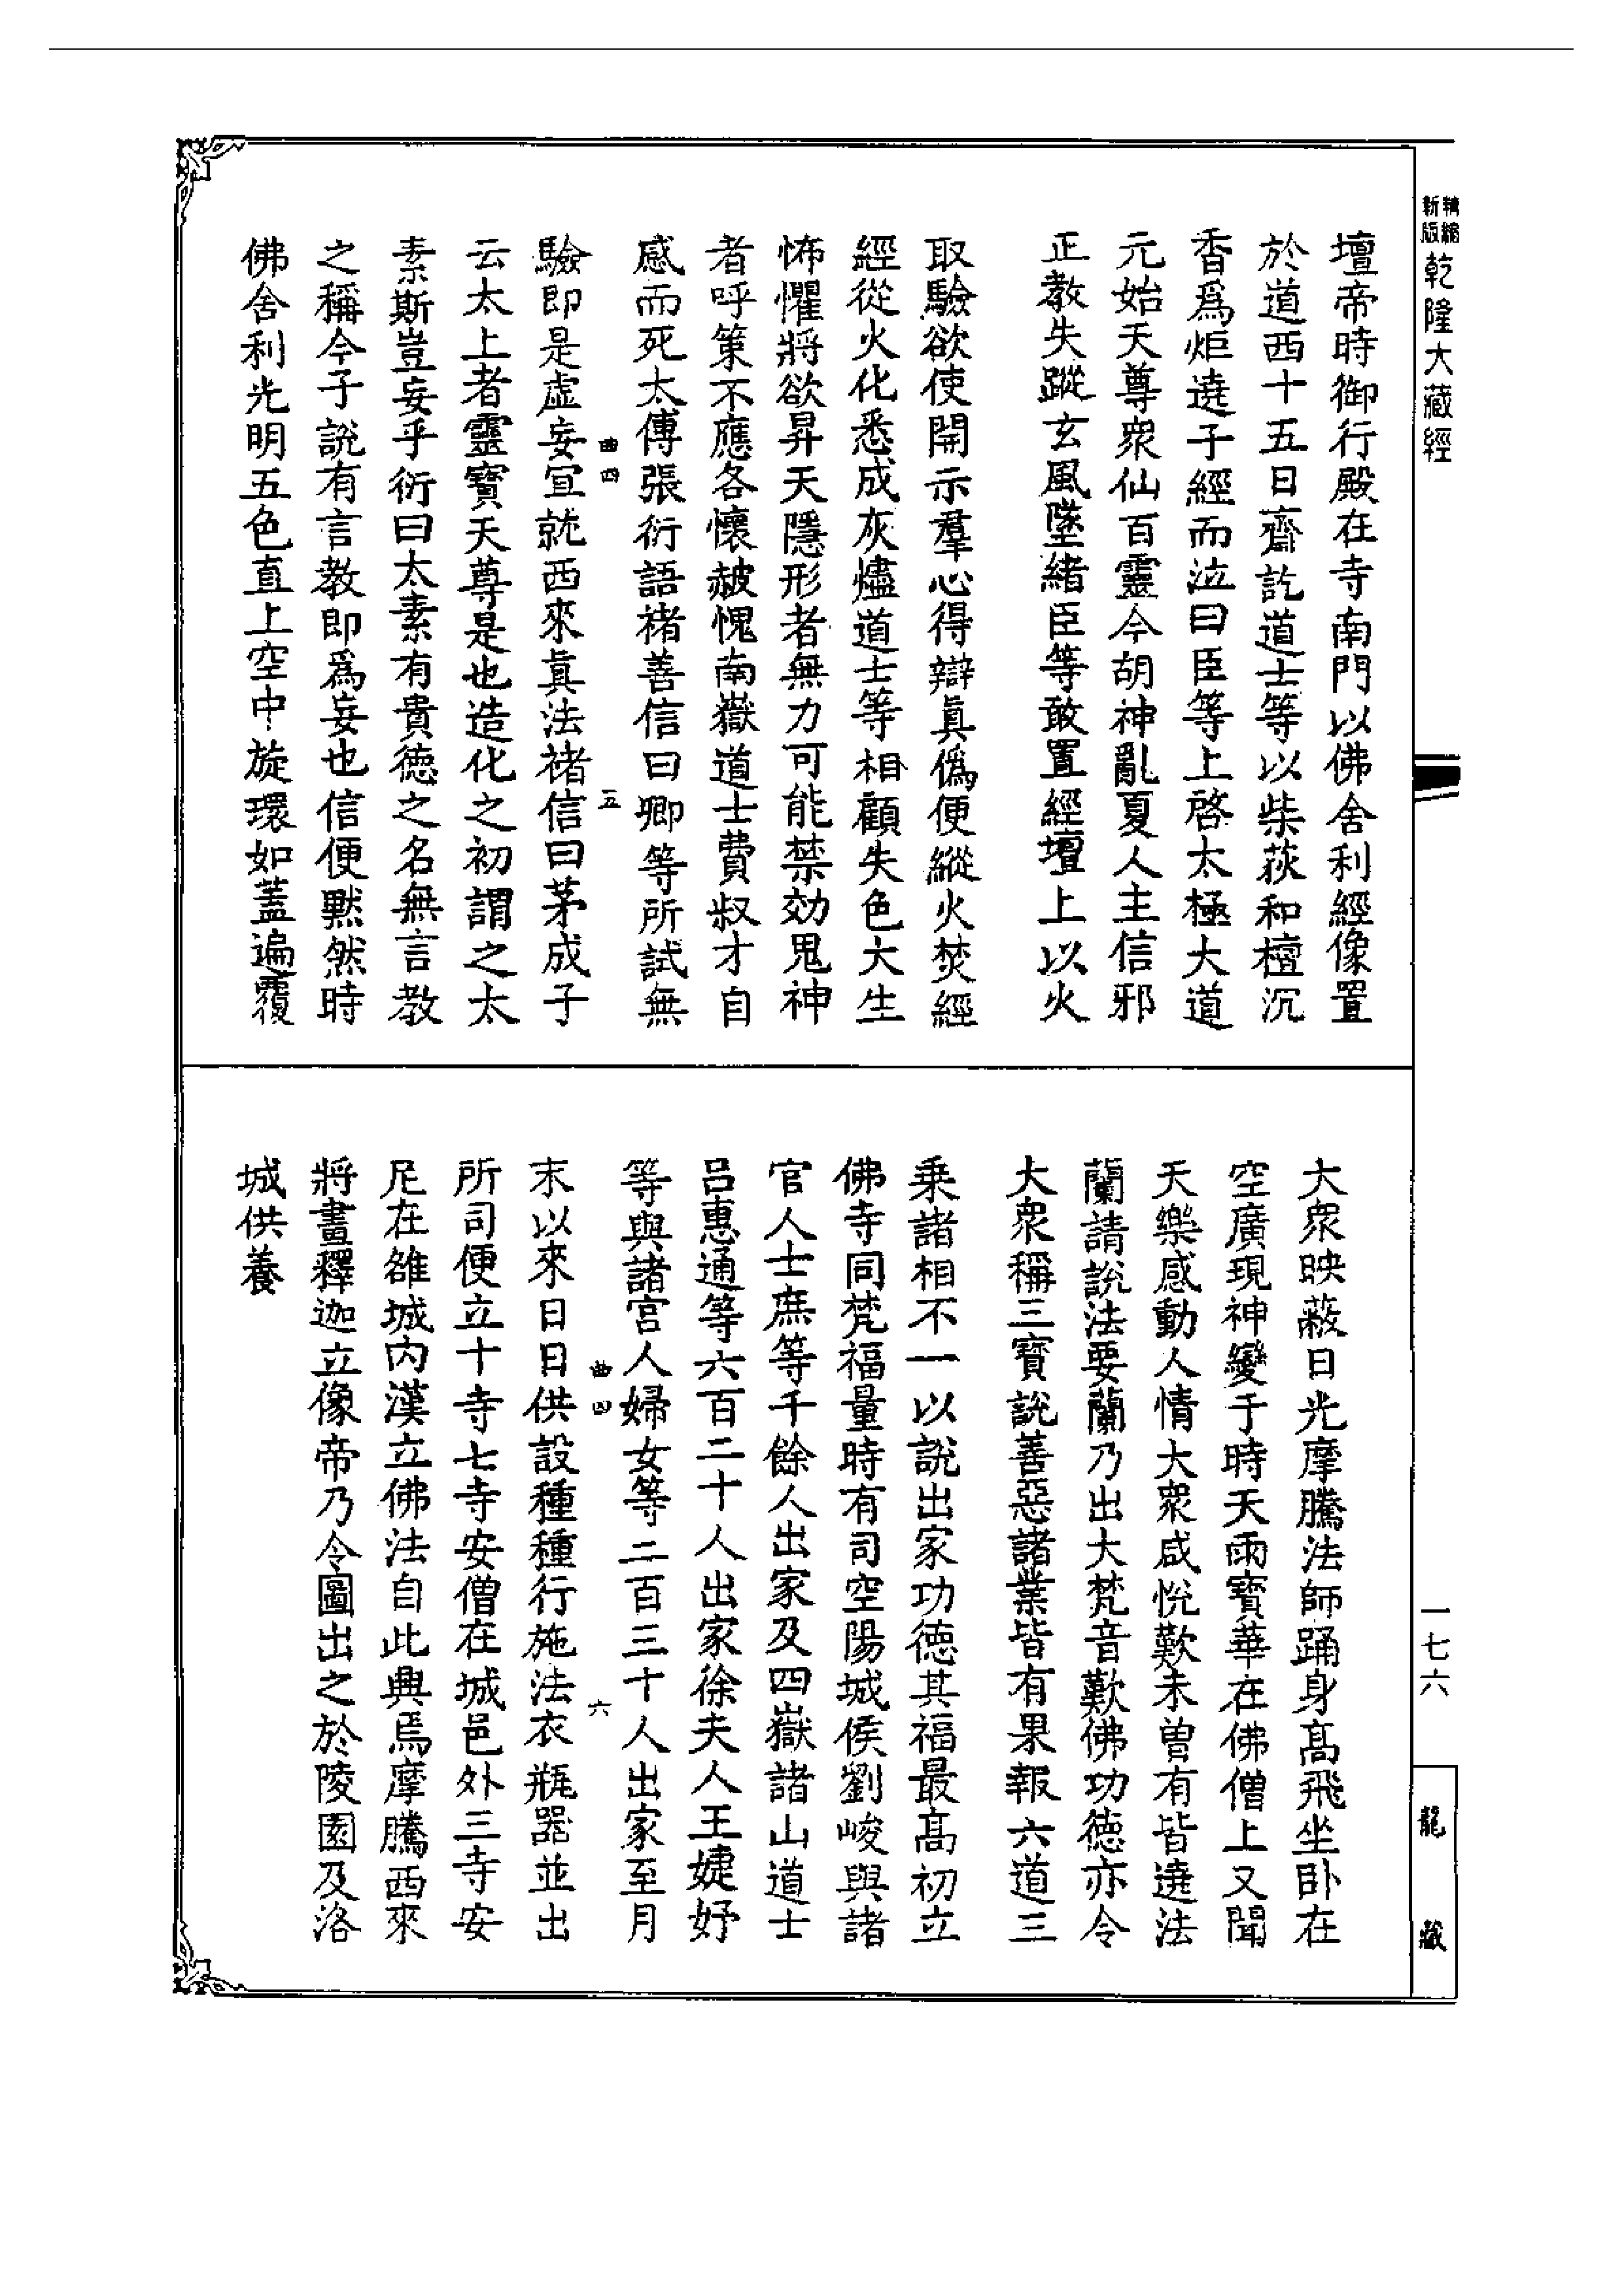 精縮新版乾隆大藏經
壇帝時御行殿在寺南門以佛舍利經像置
於道西十五日齋訖道士等以柴荻和檀沉
香爲炬遶子經而泣曰臣等上啓太極大道
元始天尊衆仙百靈今胡神亂夏人主信邪
正教失蹤玄風墜緒臣等敢置經壇上以火
取驗欲使開示羣心得辯眞僞便縱火焚經
經從火化悉成灰燼道士等相顧失色大生
怖懼將欲昇天隱形者無力可能禁効鬼神
者呼策不應各懷赧愧南嶽道士費叔才自
感而死太傅張衍語褚善信曰卿等所試無
曲四
五
驗即是虛妄宜就西來眞法褚信曰茅成子
云太上者靈寶天尊是也造化之初謂之太
素斯豈妄乎衍曰太素有貴德之名無言教
之稱今子說有言教即爲妄也信便黙然時
佛舍利光明五色直上空中旋環如蓋遍覆
大衆映蔽日光摩騰法師踊身高飛坐卧在
空廣現神變于時天雨寶華在佛僧上又聞
天樂感動人情大衆咸悅歎未曾有皆遶法
蘭請說法要蘭乃出大梵音歎佛功德亦令
大衆稱三寶說善惡諸業皆有果報六道三
乗諸相不一以說出家功德其福最高初立
佛寺同梵福量時有司空陽城侯劉峻與諸
官人士庶等千餘人出家及四嶽諸山道士
呂惠通等六百二十人出家徐夫人王婕妤
等與諸宮人婦女等二百三十人出家至月
曲四
六
末以來日日供設種種行施法衣瓶器並出
所司便立十寺七寺安僧在城邑外三寺安
尼在雒城內漢立佛法自此興焉摩騰西來
將畫釋迦立像帝乃令圖出之於陵園及洛
城供養
一七六
龍藏